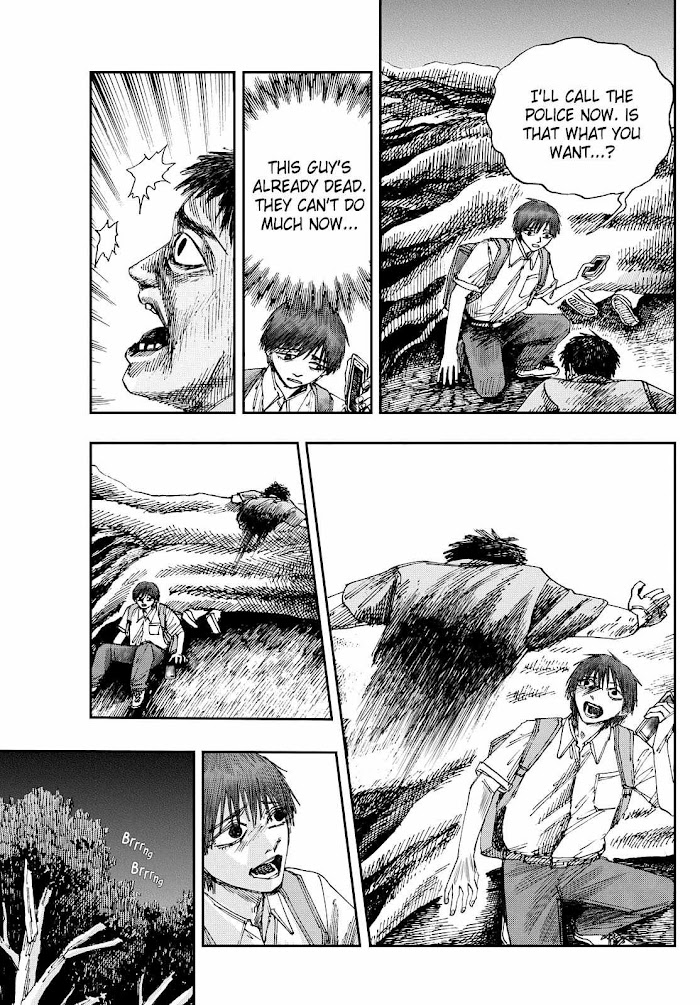 I'LL CALL THE
POLICE NOW. IS
THAT WHAT YOU
WANT...?
THIS GUY'S
ALREADY DEAD.
THEY CAN'T DO
MUCH NOW...
Brrrng
Brrrng